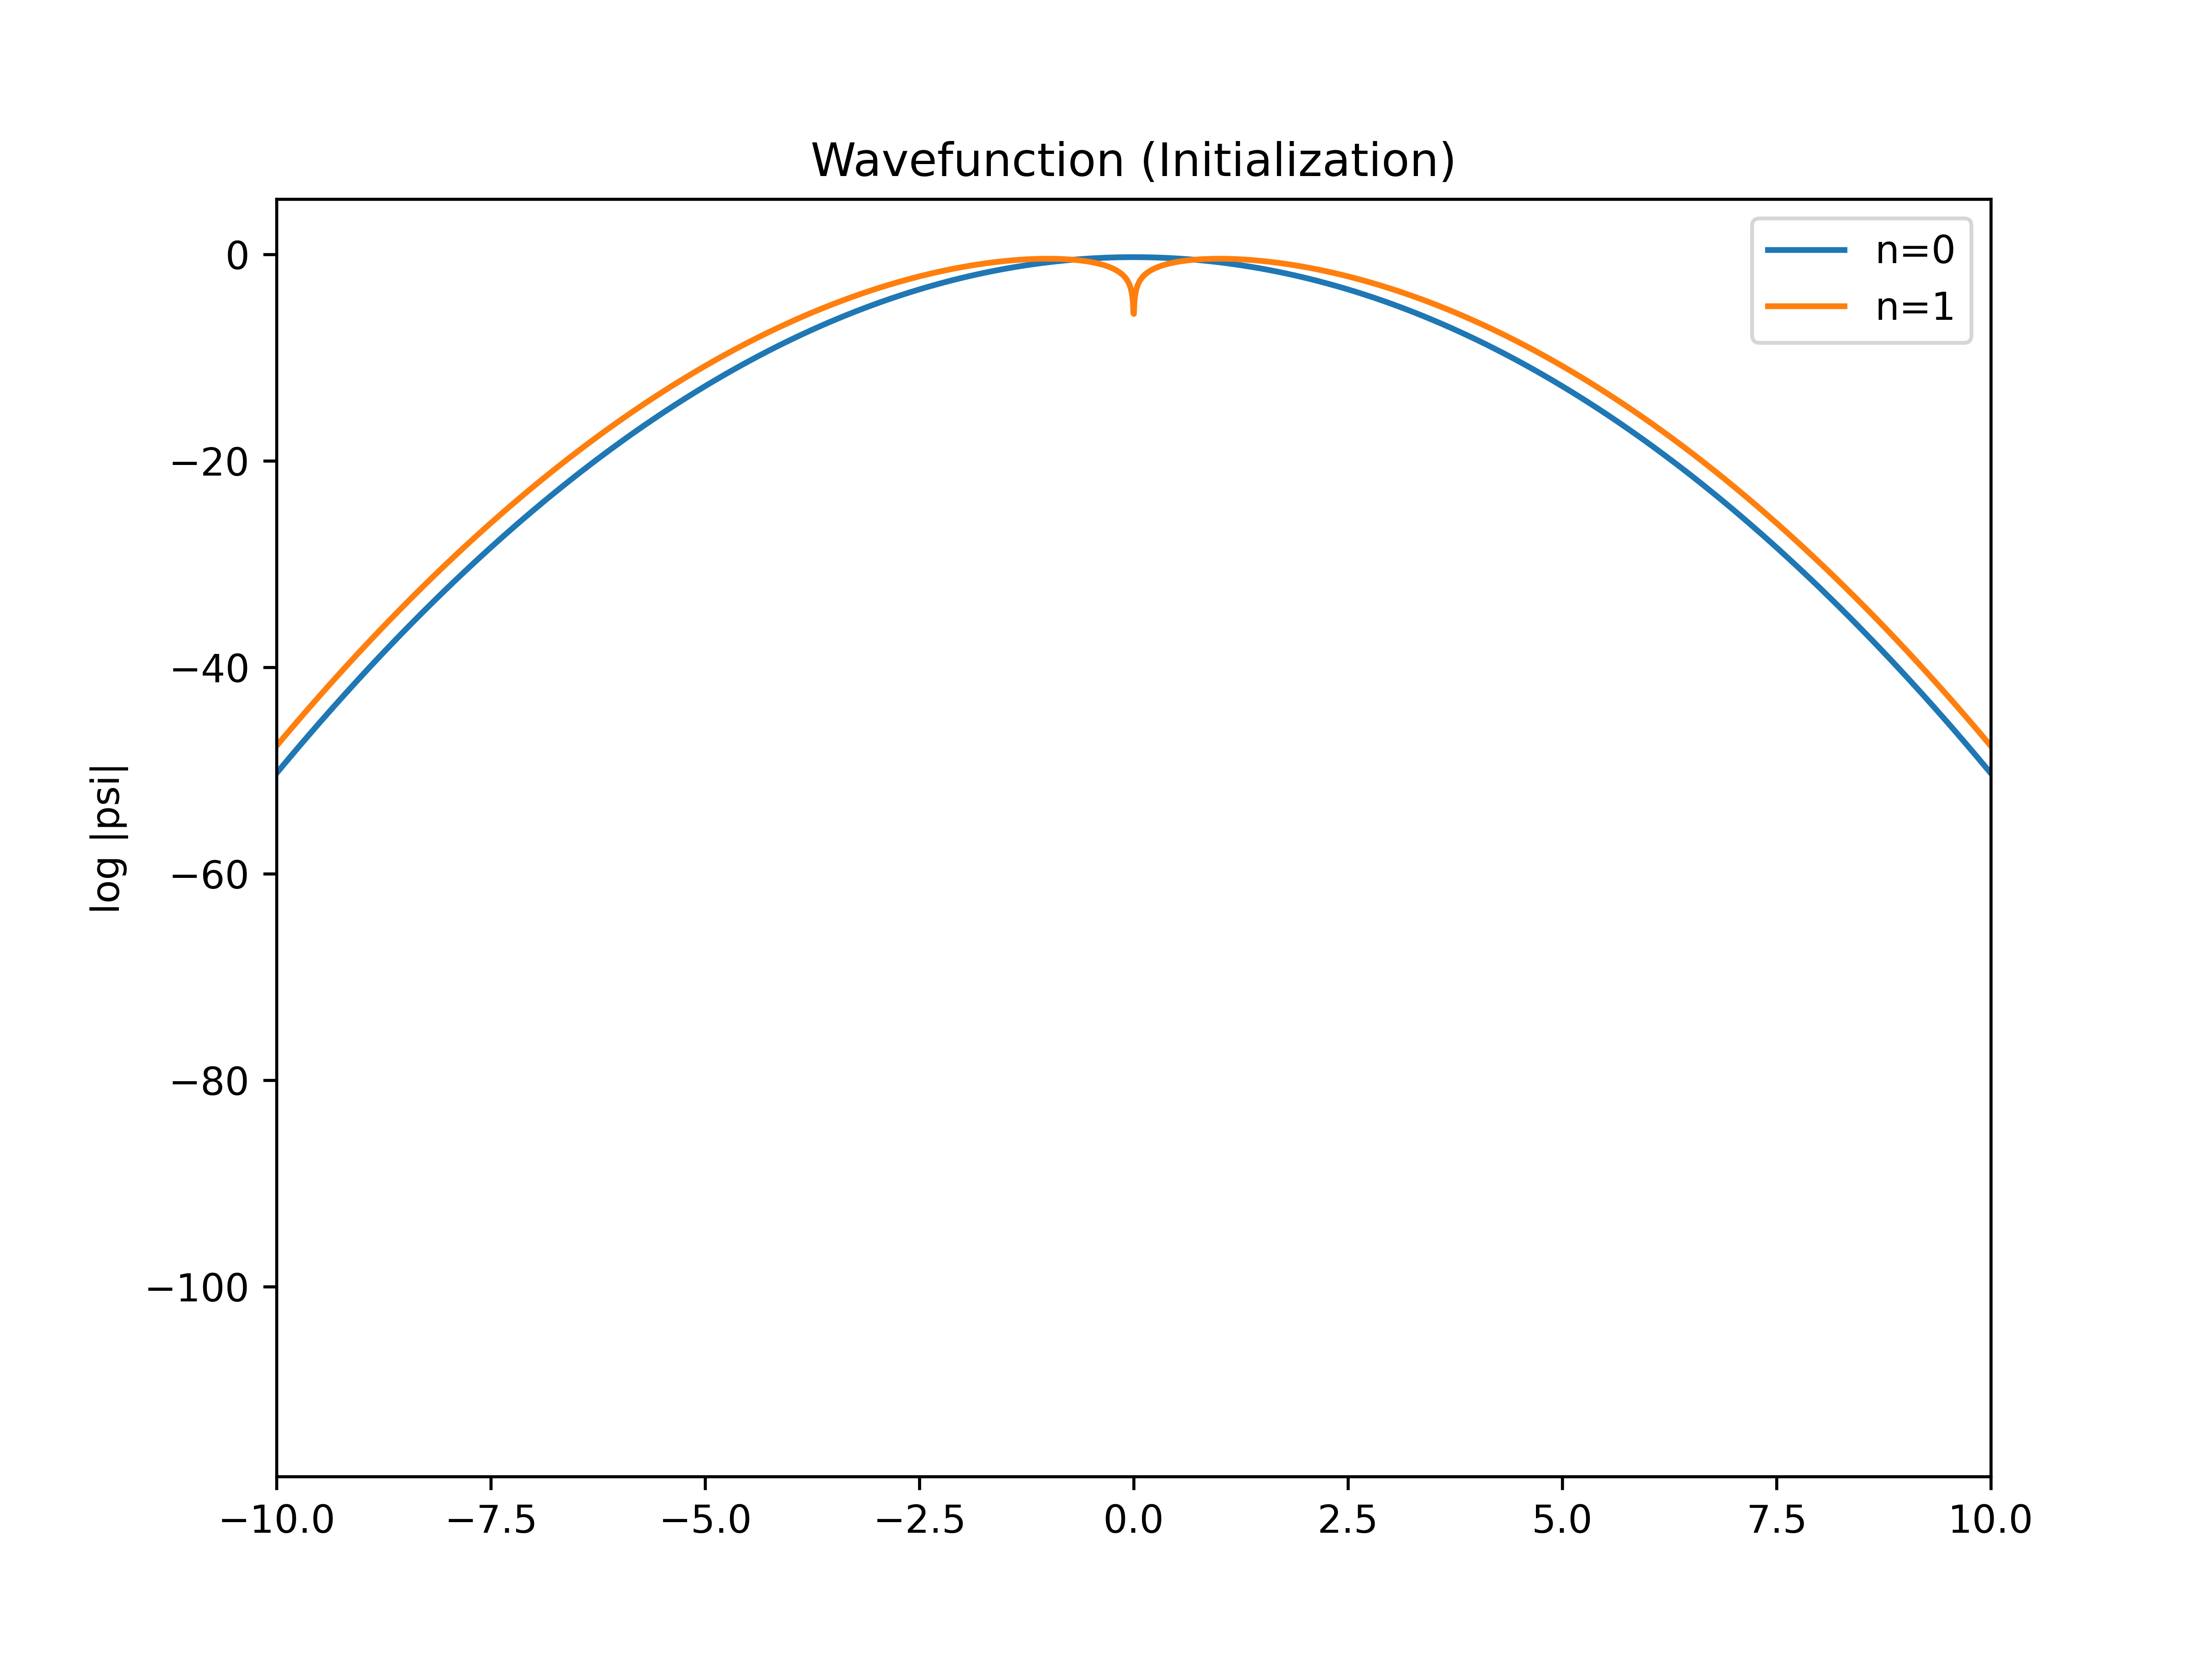 Wavefunction (Initialization)
n=0
n=1
log |psi|
0
−20
−40
−60
−80
−100
−10.0 −7.5 −5.0 −2.5 0.0 2.5 5.0 7.5 10.0